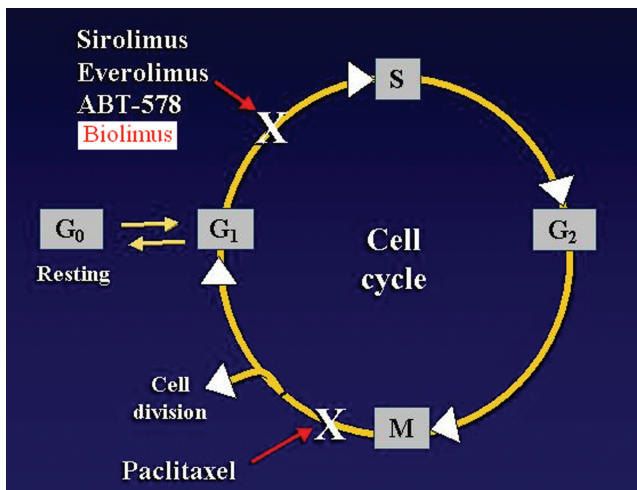 Sirolimus
Everolimus
ABT-578
Biolimus
X
S
G₀
G₁
G₂
Resting
Cell
cycle
Cell
division
X
M
Paclitaxel